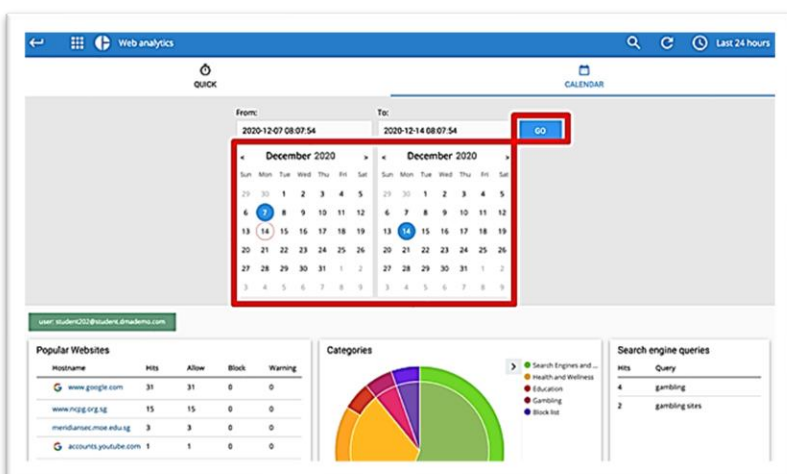 Web analytics Last 24 hours
QUICK CALENDAR
From: To:
2020-12-07 08:07:54 2020-12-14 08:07:54 GO
« December 2020 » « December 2020 »
Sun Mon Tue Wed Thu Fri Sat Sun Mon Tue Wed Thu Fri Sat
29 30 1 2 3 4 5 29 30 1 2 3 4 5
6 7 8 9 10 11 12 6 7 8 9 10 11 12
13 14 15 16 17 18 19 13 14 15 16 17 18 19
20 21 22 23 24 25 26 20 21 22 23 24 25 26
27 28 29 30 31 1 2 27 28 29 30 31 1 2
3 4 5 6 7 8 9 3 4 5 6 7 8 9
user: student202@student.dmademo.com
Popular Websites Categories Search engine queries
Hostname Hits Allow Block Warning
www.google.com 31 31 0 0
www.ncpg.org.sg 15 15 0 0
meridiansec.moe.edu.sg 3 3 0 0
accounts.youtube.com 1 1 0 0
Search Engines and ...
Health and Wellness
Education
Gambling
Block list
Hits Query
4 gambling
2 gambling sites